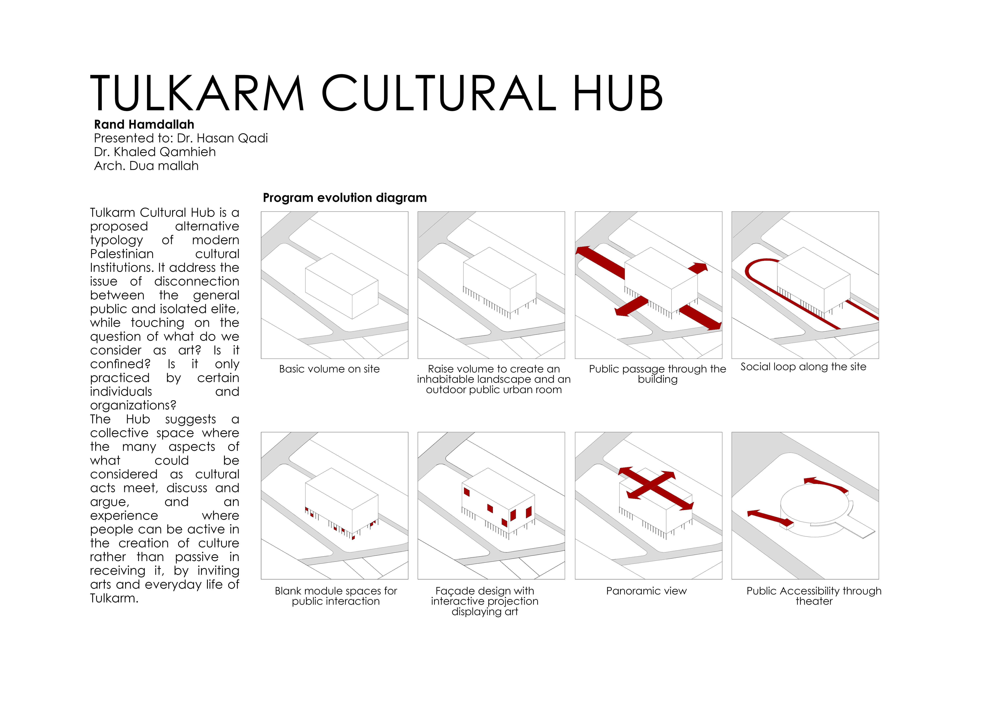 TULKARM CULTURAL HUB
Rand Hamdallah
Presented to: Dr. Hasan Qadi
Dr. Khaled Qamhieh
Arch. Dua mallah
Tulkarm Cultural Hub is a
proposed alternative
typology of modern
Palestinian cultural
Institutions. It address the
issue of disconnection
between the general
public and isolated elite,
while touching on the
question of what do we
consider as art? Is it
confined? Is it only
practiced by certain
individuals and
organizations?
The Hub suggests a
collective space where
the many aspects of
what could be
considered as cultural
acts meet, discuss and
argue, and an
experience where
people can be active in
the creation of culture
rather than passive in
receiving it, by inviting
arts and everyday life of
Tulkarm.
Program evolution diagram
Basic volume on site
Raise volume to create an
inhabitable landscape and an
outdoor public urban room
Public passage through the
building
Social loop along the site
Blank module spaces for
public interaction
Façade design with
interactive projection
displaying art
Panoramic view
Public Accessibility through
theater